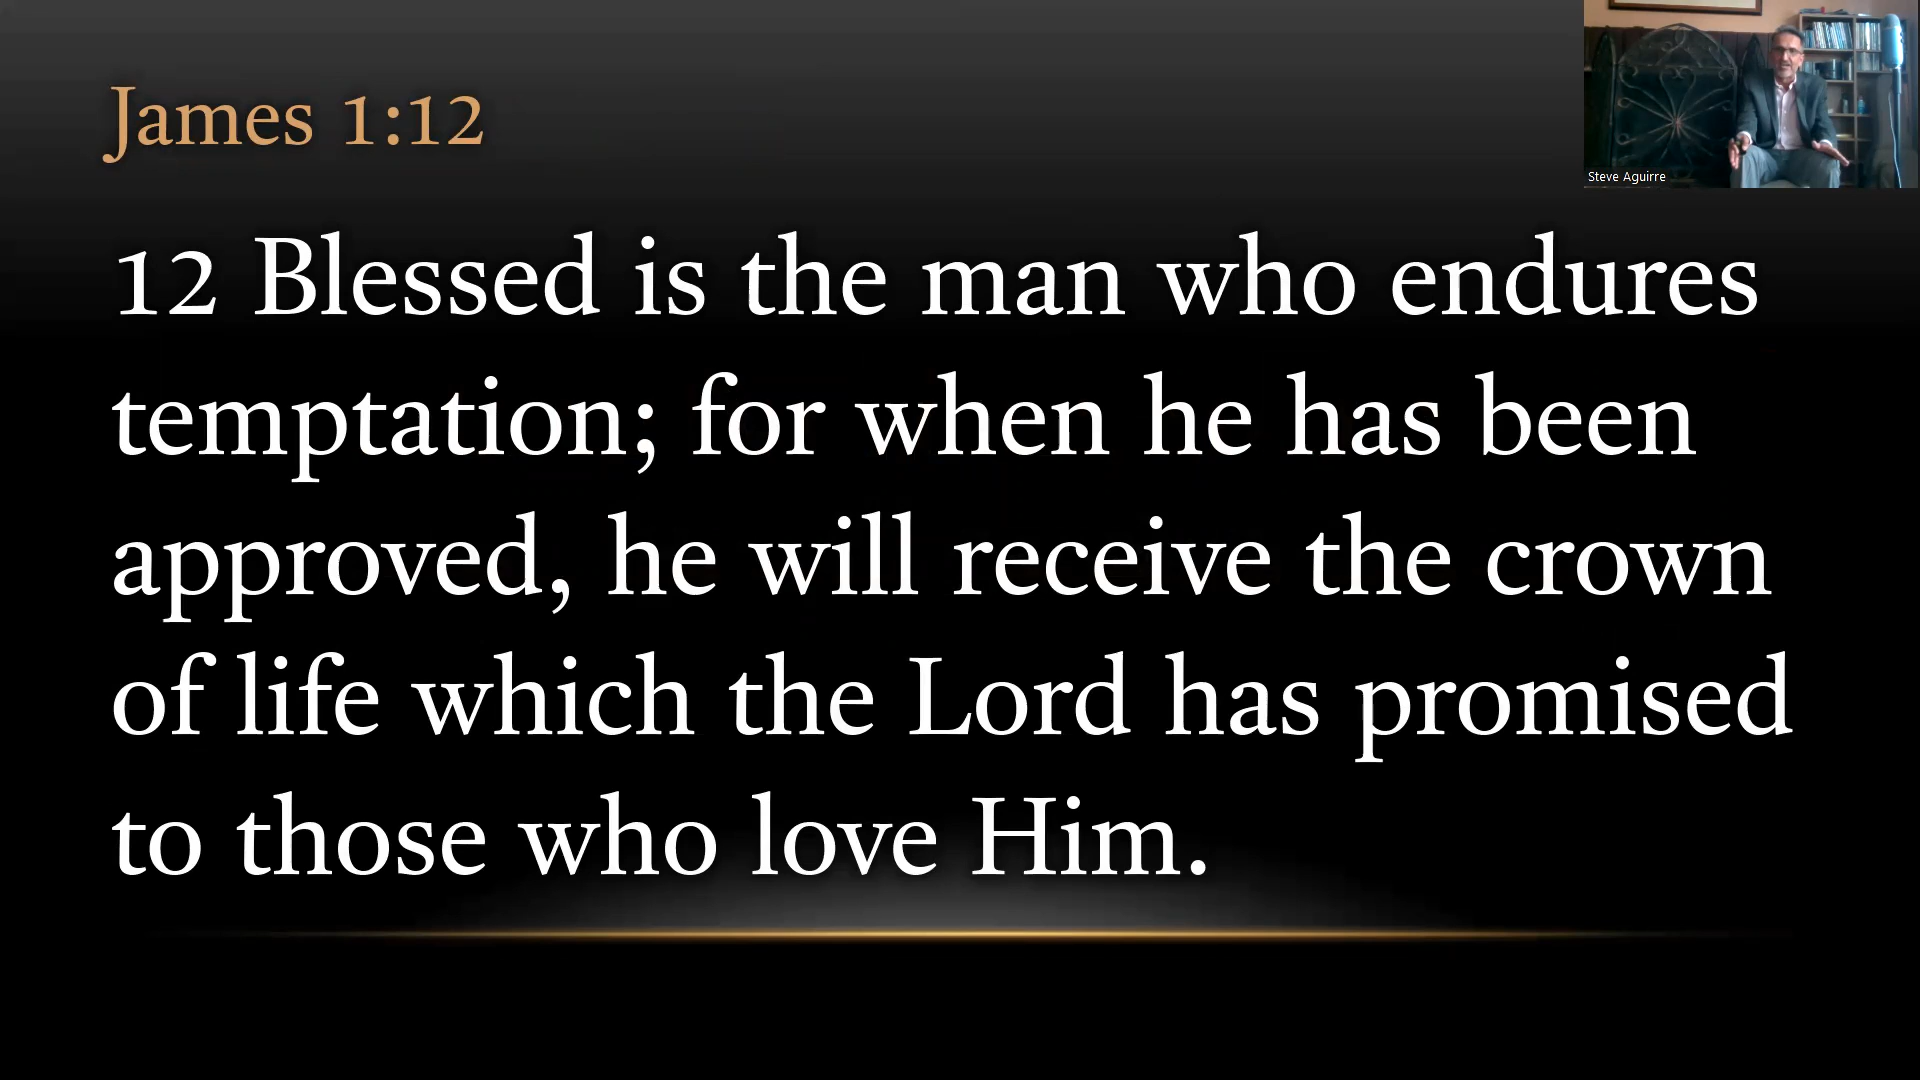 James 1:12
Steve Aguirre
12 Blessed is the man who endures
temptation; for when he has been
approved, he will receive the crown
of life which the Lord has promised
to those who love Him.